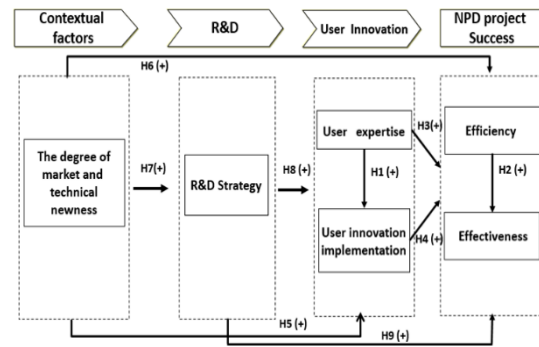 Contextual
factors
R&D
User Innovation
NPD project
Success
H6 (+)
The degree of
market and
technical
newness
H7(+)
R&D Strategy
H8 (+)
User expertise
H1 (+)
User innovation
implementation
H3(+)
H4 (+)
Efficiency
H2 (+)
Effectiveness
H5 (+)
H9 (+)